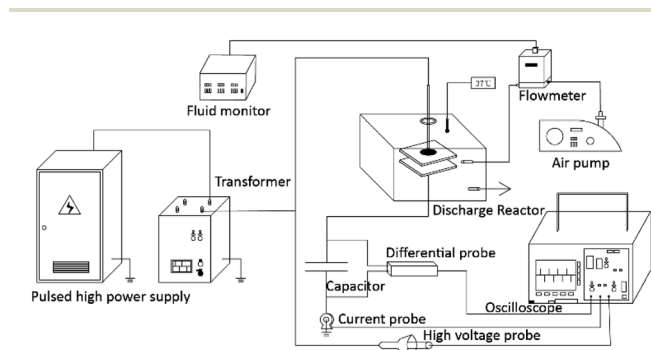 37℃
Flowmeter
Fluid monitor
Air pump
Transformer
Discharge Reactor
Differential probe
Capacitor
Pulsed high power supply
Oscilloscope
Current probe
High voltage probe